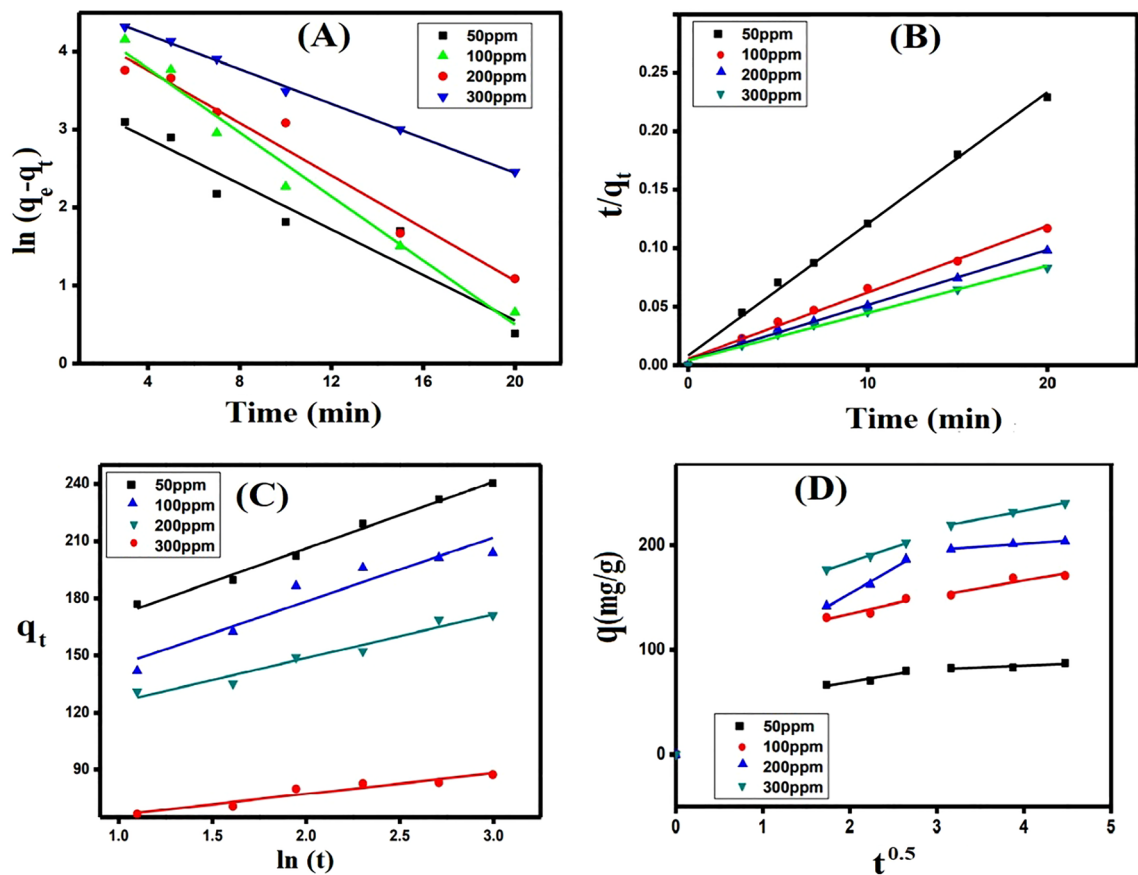 (A)
50ppm
100ppm
200ppm
300ppm
ln (qe-qt)
4
3
2
1
0
4 8 12 16 20
Time (min)
(B)
50ppm
100ppm
200ppm
300ppm
t/qt
0.25
0.20
0.15
0.10
0.05
0.00
0 10 20
Time (min)
(C)
50ppm
100ppm
200ppm
300ppm
qt
240
210
180
150
120
90
1.0 1.5 2.0 2.5 3.0
ln (t)
(D)
50ppm
100ppm
200ppm
300ppm
q(mg/g)
200
100
0
0 1 2 3 4 5
t0.5